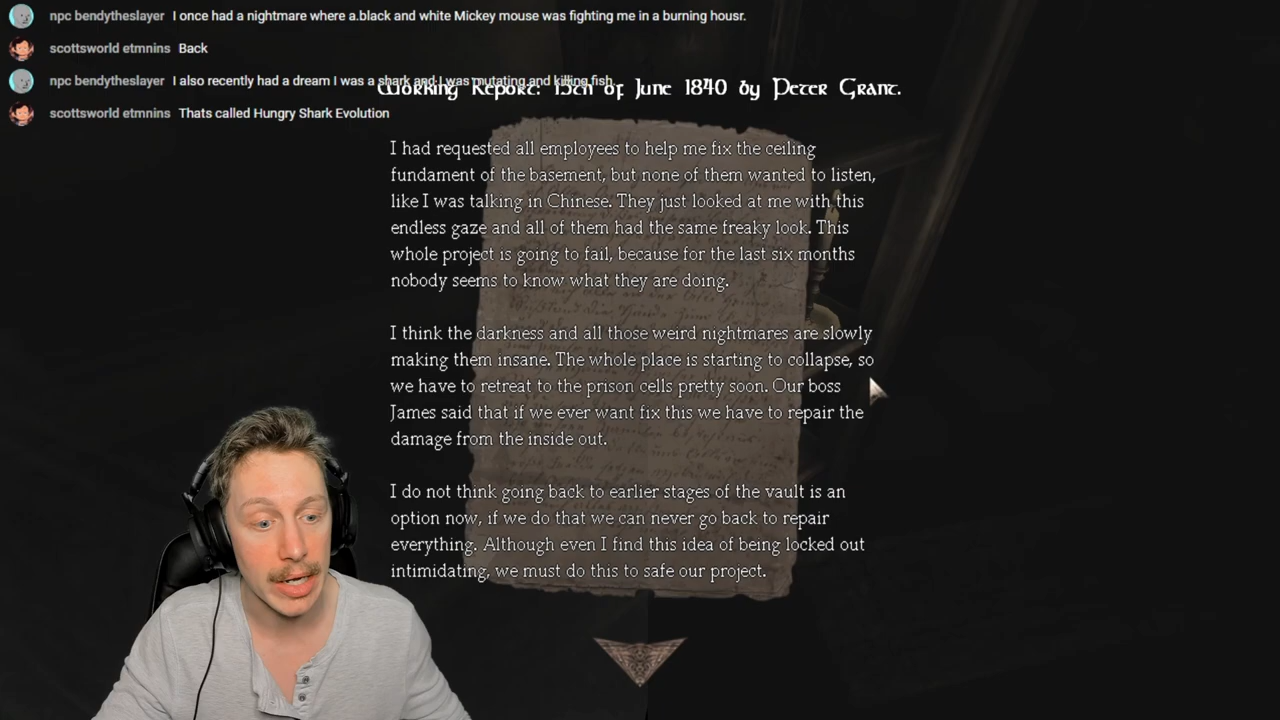 npc bendytheslayer I once had a nightmare where a.black and white Mickey mouse was fighting me in a burning housr.
scottsworld etmnins Back
npc bendytheslayer I also recently had a dream I was a shark and I was mutating and killing fish.
scottsworld etmnins Thats called Hungry Shark Evolution
Working Report: 15th of June 1840 by Peter Grant.
I had requested all employees to help me fix the ceiling
fundament of the basement, but none of them wanted to listen,
like I was talking in Chinese. They just looked at me with this
endless gaze and all of them had the same freaky look. This
whole project is going to fail, because for the last six months
nobody seems to know what they are doing.
I think the darkness and all those weird nightmares are slowly
making them insane. The whole place is starting to collapse, so
we have to retreat to the prison cells pretty soon. Our boss
James said that if we ever want fix this we have to repair the
damage from the inside out.
I do not think going back to earlier stages of the vault is an
option now, if we do that we can never go back to repair
everything. Although even I find this idea of being locked out
intimidating, we must do this to safe our project.